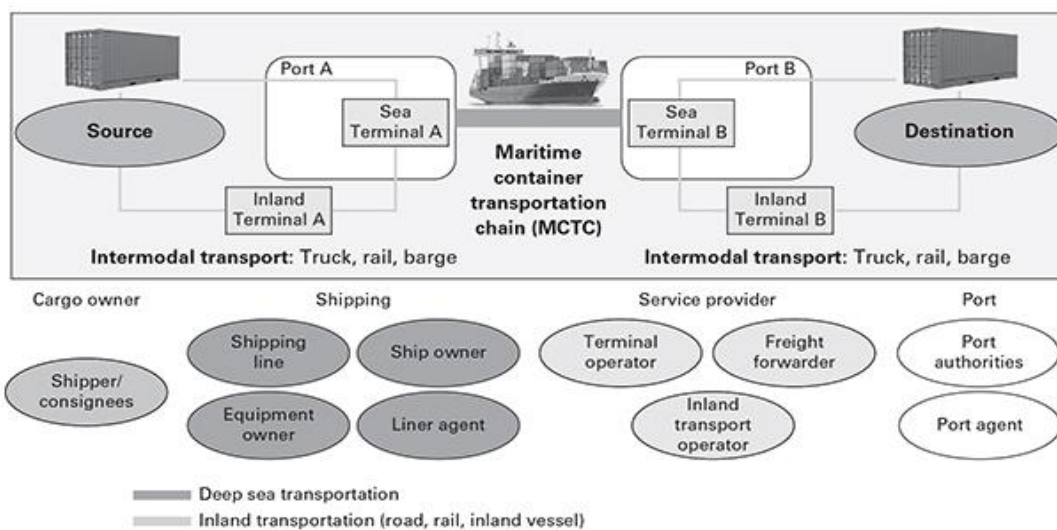 Port A
Port B
Source
Sea
Terminal A
Sea
Terminal B
Destination
Maritime
container
transportation
chain (MCTC)
Inland
Terminal A
Inland
Terminal B
Intermodal transport: Truck, rail, barge
Intermodal transport: Truck, rail, barge
Cargo owner
Shipping
Service provider
Port
Shipper/
consignees
Shipping
line
Ship owner
Equipment
owner
Liner agent
Terminal
operator
Freight
forwarder
Inland
transport
operator
Port
authorities
Port agent
Deep sea transportation
Inland transportation (road, rail, inland vessel)